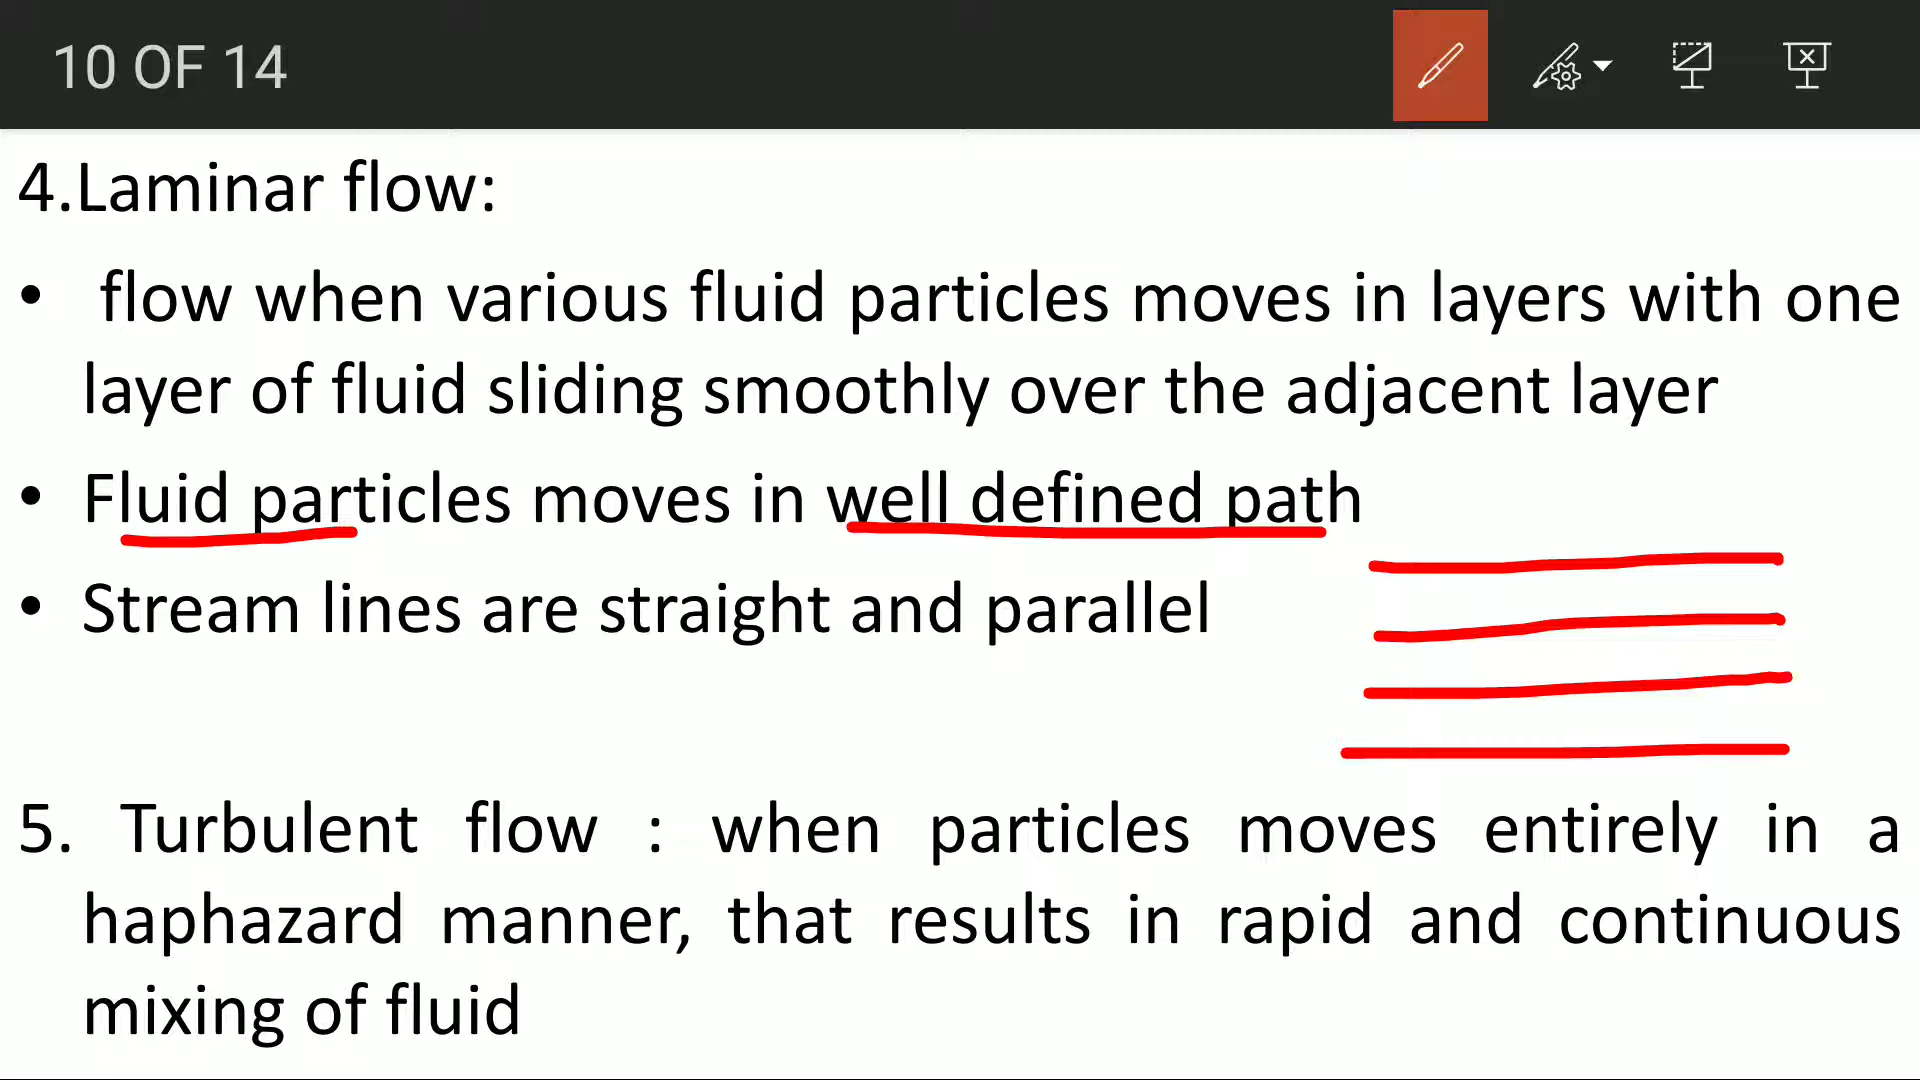 10 OF 14
4.Laminar flow:
• flow when various fluid particles moves in layers with one
layer of fluid sliding smoothly over the adjacent layer
• Fluid particles moves in well defined path
• Stream lines are straight and parallel
5. Turbulent flow : when particles moves entirely in a
haphazard manner, that results in rapid and continuous
mixing of fluid